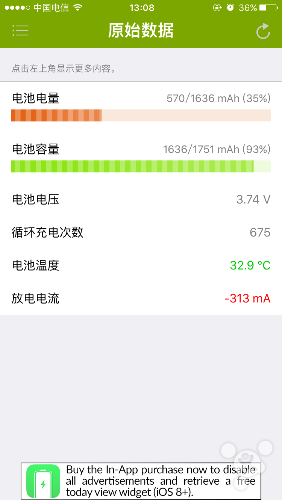 中国电信
13:08
36%
原始数据
点击左上角显示更多内容。
电池电量 570/1636 mAh (35%)
电池容量 1636/1751 mAh (93%)
电池电压 3.74 V
循环充电次数 675
电池温度 32.9 °C
放电电流 -313 mA
Buy the In-App purchase now to disable
all advertisements and retrieve a free
today view widget (iOS 8+).